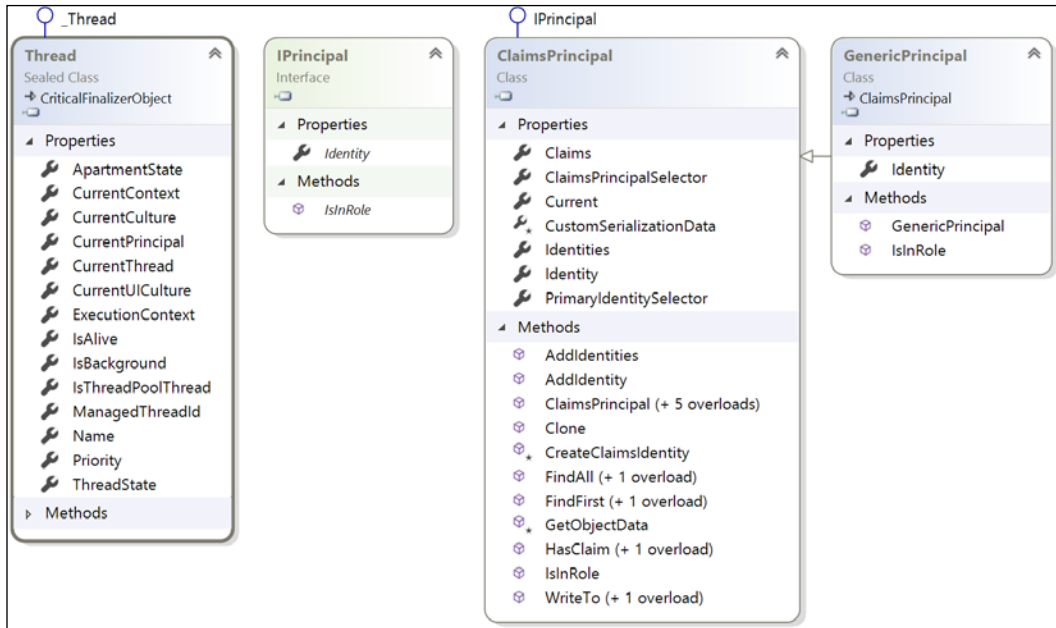 _Thread
Thread
Sealed Class
CriticalFinalizerObject
Properties
ApartmentState
CurrentContext
CurrentCulture
CurrentPrincipal
CurrentThread
CurrentUICulture
ExecutionContext
IsAlive
IsBackground
IsThreadPoolThread
ManagedThreadId
Name
Priority
ThreadState
Methods
IPrincipal
Interface
Properties
Identity
Methods
IsInRole
IPrincipal
ClaimsPrincipal
Class
Properties
Claims
ClaimsPrincipalSelector
Current
CustomSerializationData
Identities
Identity
PrimaryIdentitySelector
Methods
AddIdentities
AddIdentity
ClaimsPrincipal (+ 5 overloads)
Clone
CreateClaimsIdentity
FindAll (+ 1 overload)
FindFirst (+ 1 overload)
GetObjectData
HasClaim (+ 1 overload)
IsInRole
WriteTo (+ 1 overload)
GenericPrincipal
Class
ClaimsPrincipal
Properties
Identity
Methods
GenericPrincipal
IsInRole